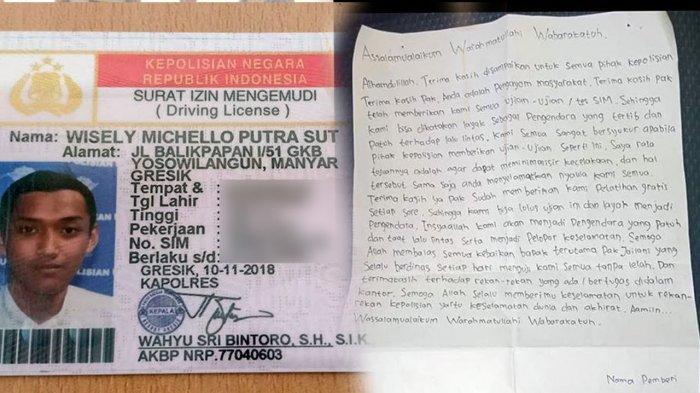 KEPOLISIAN NEGARA
REPUBLIK INDONESIA
SURAT IZIN MENGEMUDI
( Driving License )
Nama: WISELY MICHELLO PUTRA SUT
Alamat: JL BALIKPAPAN I/51 GKB
YOSOWILANGUN, MANYAR
GRESIK
Tempat &
Tgl Lahir
Tinggi
Pekerjaan
No. SIM
Berlaku s/d:
GRESIK, 10-11-2018
KAPOLRES
KEPALA
WAHYU SRI BINTORO, S.H., S.I.K.
AKBP NRP.77040603
Assalamualaikum Warahmatullahi Wabarakatoh.
Alhamdulillah. Terima kasih disampaikan untuk Semua pihak kepolisian
Terima kasih Pak anda adalah Pengayom masyarakat. Terima kasih Pak
telah memberikan kami Semua Ujian - Ujian / tes SIM. Sehingga
kami bisa dikatakan layak sebagai Pengendara yang tertib dan
Patuh terhadap lalu lintas. Kami Semua Sangat bersyukur apabila
Pihak kepolisian memberikan Ujian - Ujian Seperti ini. Saya rasa
tujuannya adalah agar dapat meminimalisir kecelakaan, dan hal
tersebut Sama saja anda menyelamatkan nyawa kami Semua.
Terima kasih ya Pak Sudah memberikan kami Pelatihan gratis
Setiap Sore. Sehingga kami bisa lolos ujian ini dan layak menjadi
Pengendara, Insyaallah kami akan menjadi Pengendara yang Patuh
dan taat lalu lintas Serta menjadi Pelopor keselamatan Semoga
Allah membalas Semua kebaikan bapak terutama Pak Jailani yang
Selalu berdinas Setiap hari menguji kami Semua tanpa lelah. Dan
terimakasih terhadap rekan-rekan yang ada / bertugas didalam
kantor. Semoga Allah Selalu memberimu keselamatan untuk rekan-
rekan kepolisian yaitu keselamatan dunia dan akhirat. Aamiin...
Wassalamualaikum Warahmatullahi Wabarakatuh.
Nama Pemberi